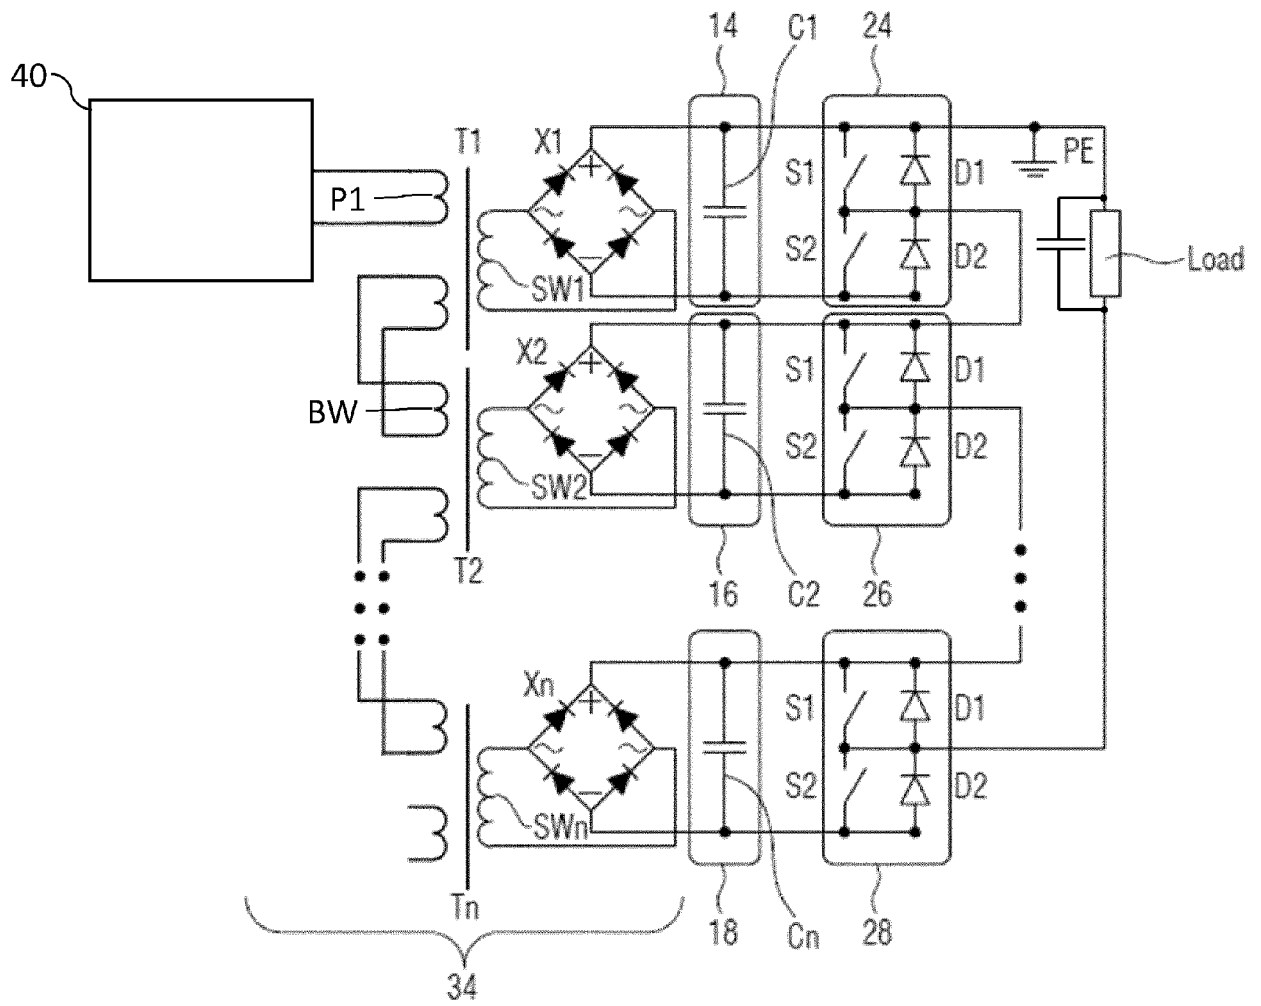 14 C1 24
40
T1 X1
S1 D1 PE
P1
S2 D2
SW1 Load
X2
S1 D1
BW
S2 D2
SW2
T2
16 C2 26
Xn
S1 D1
S2 D2
SWn
Tn
18 Cn 28
34